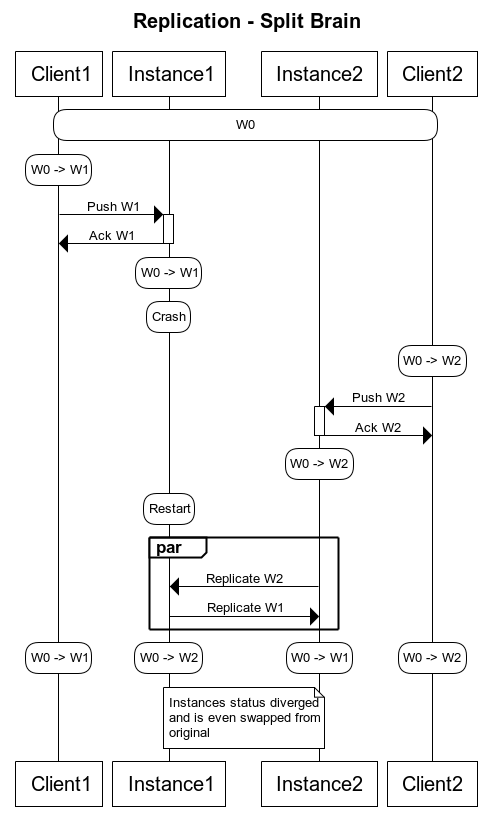 Replication - Split Brain
Client1 Instance1 Instance2 Client2
W0
W0 -> W1
Push W1
Ack W1
W0 -> W1
Crash
W0 -> W2
Push W2
Ack W2
W0 -> W2
Restart
par
Replicate W2
Replicate W1
W0 -> W1 W0 -> W2 W0 -> W1 W0 -> W2
Instances status diverged
and is even swapped from
original
Client1 Instance1 Instance2 Client2